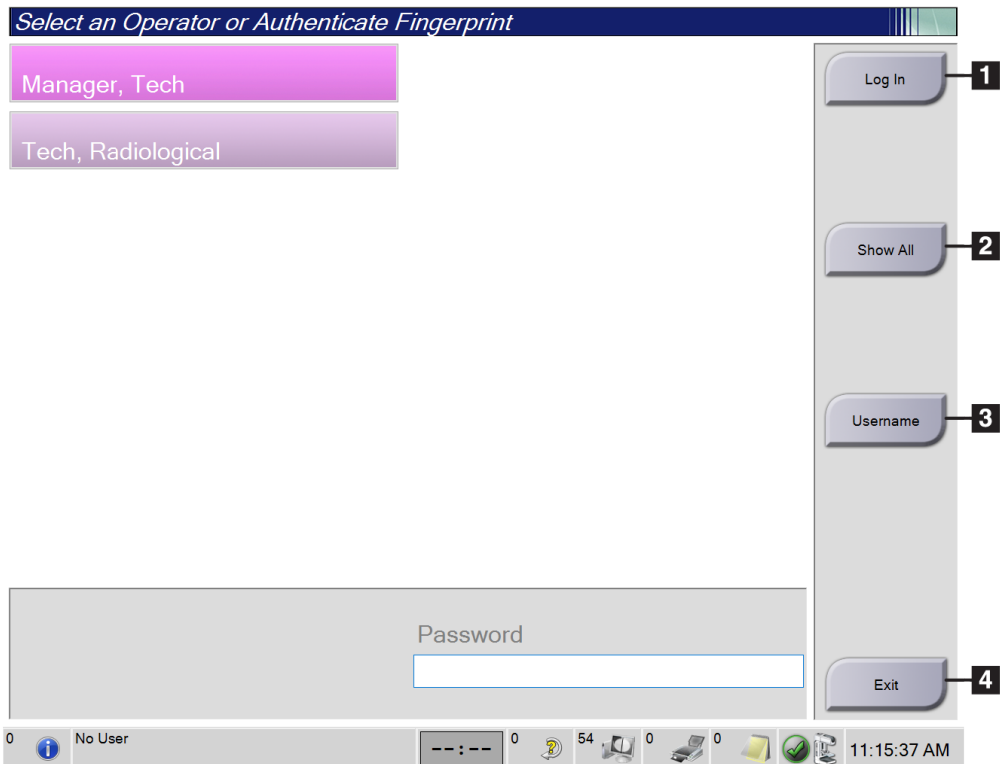 Select an Operator or Authenticate Fingerprint
Manager, Tech
Log In
1
Tech, Radiological
Show All
2
Username
3
Password
Exit
4
0
No User
--:--
0
54
0
0
11:15:37 AM